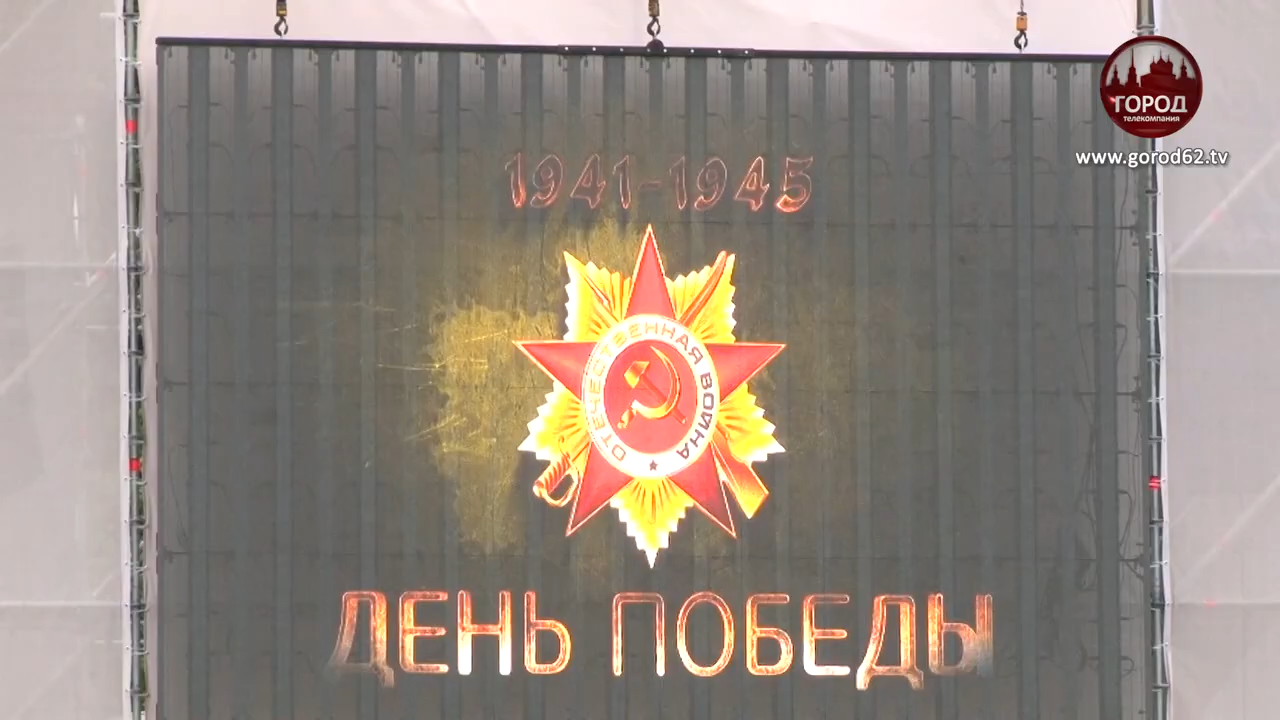 ГОРОД
телекомпания
www.gorod62.tv
1941-1945
ОТЕЧЕСТВЕННАЯ ВОЙНА
ДЕНЬ ПОБЕДЫ